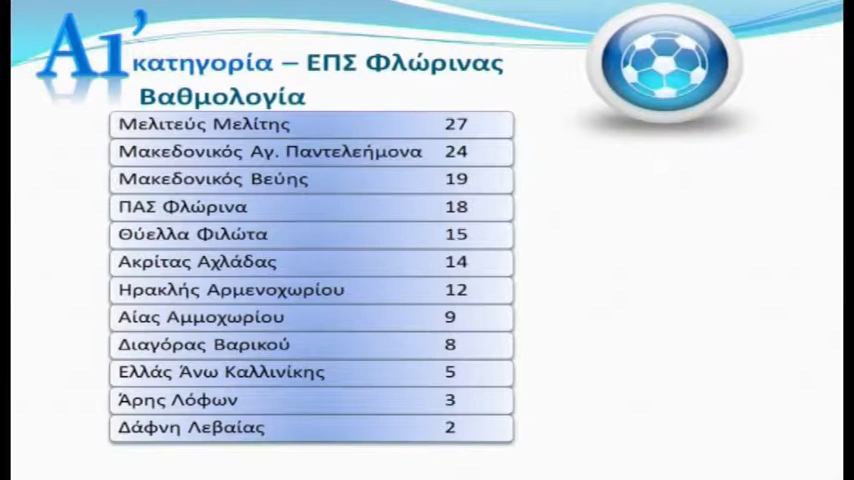 Α1’ κατηγορία – ΕΠΣ Φλώρινας
Βαθμολογία
Μελιτεύς Μελίτης 27
Μακεδονικός Αγ. Παντελεήμονα 24
Μακεδονικός Βεύης 19
ΠΑΣ Φλώρινα 18
Θύελλα Φιλώτα 15
Ακρίτας Αχλάδας 14
Ηρακλής Αρμενοχωρίου 12
Αίας Αμμοχωρίου 9
Διαγόρας Βαρικού 8
Ελλάς Άνω Καλλινίκης 5
Άρης Λόφων 3
Δάφνη Λεβαίας 2